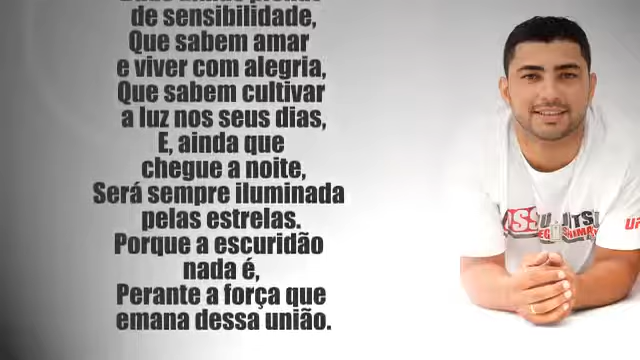 de sensibilidade,
Que sabem amar
e viver com alegria,
Que sabem cultivar
a luz nos seus dias,
E, ainda que
chegue a noite,
Será sempre iluminada
pelas estrelas.
Porque a escuridão
nada é,
Perante a força que
emana dessa união.